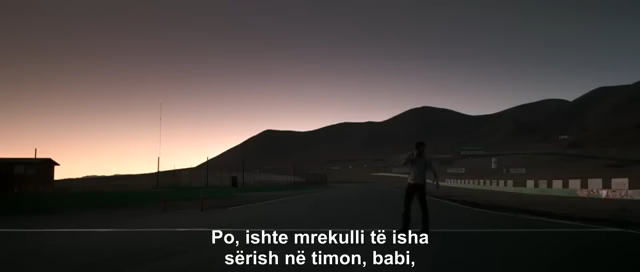 Po, ishte mrekulli të isha
sërish në timon, babi,